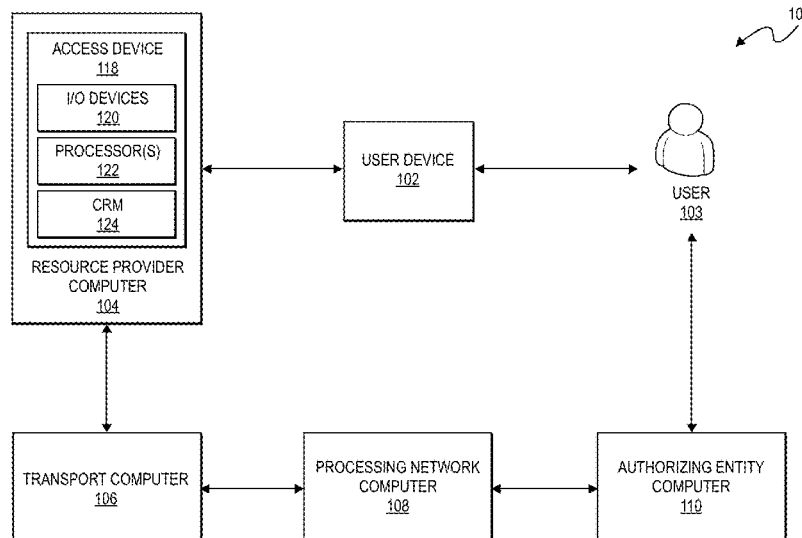 10
ACCESS DEVICE
118
I/O DEVICES
120
PROCESSOR(S)
122
CRM
124
RESOURCE PROVIDER
COMPUTER
104
USER DEVICE
102
USER
103
TRANSPORT COMPUTER
106
PROCESSING NETWORK
COMPUTER
108
AUTHORIZING ENTITY
COMPUTER
110